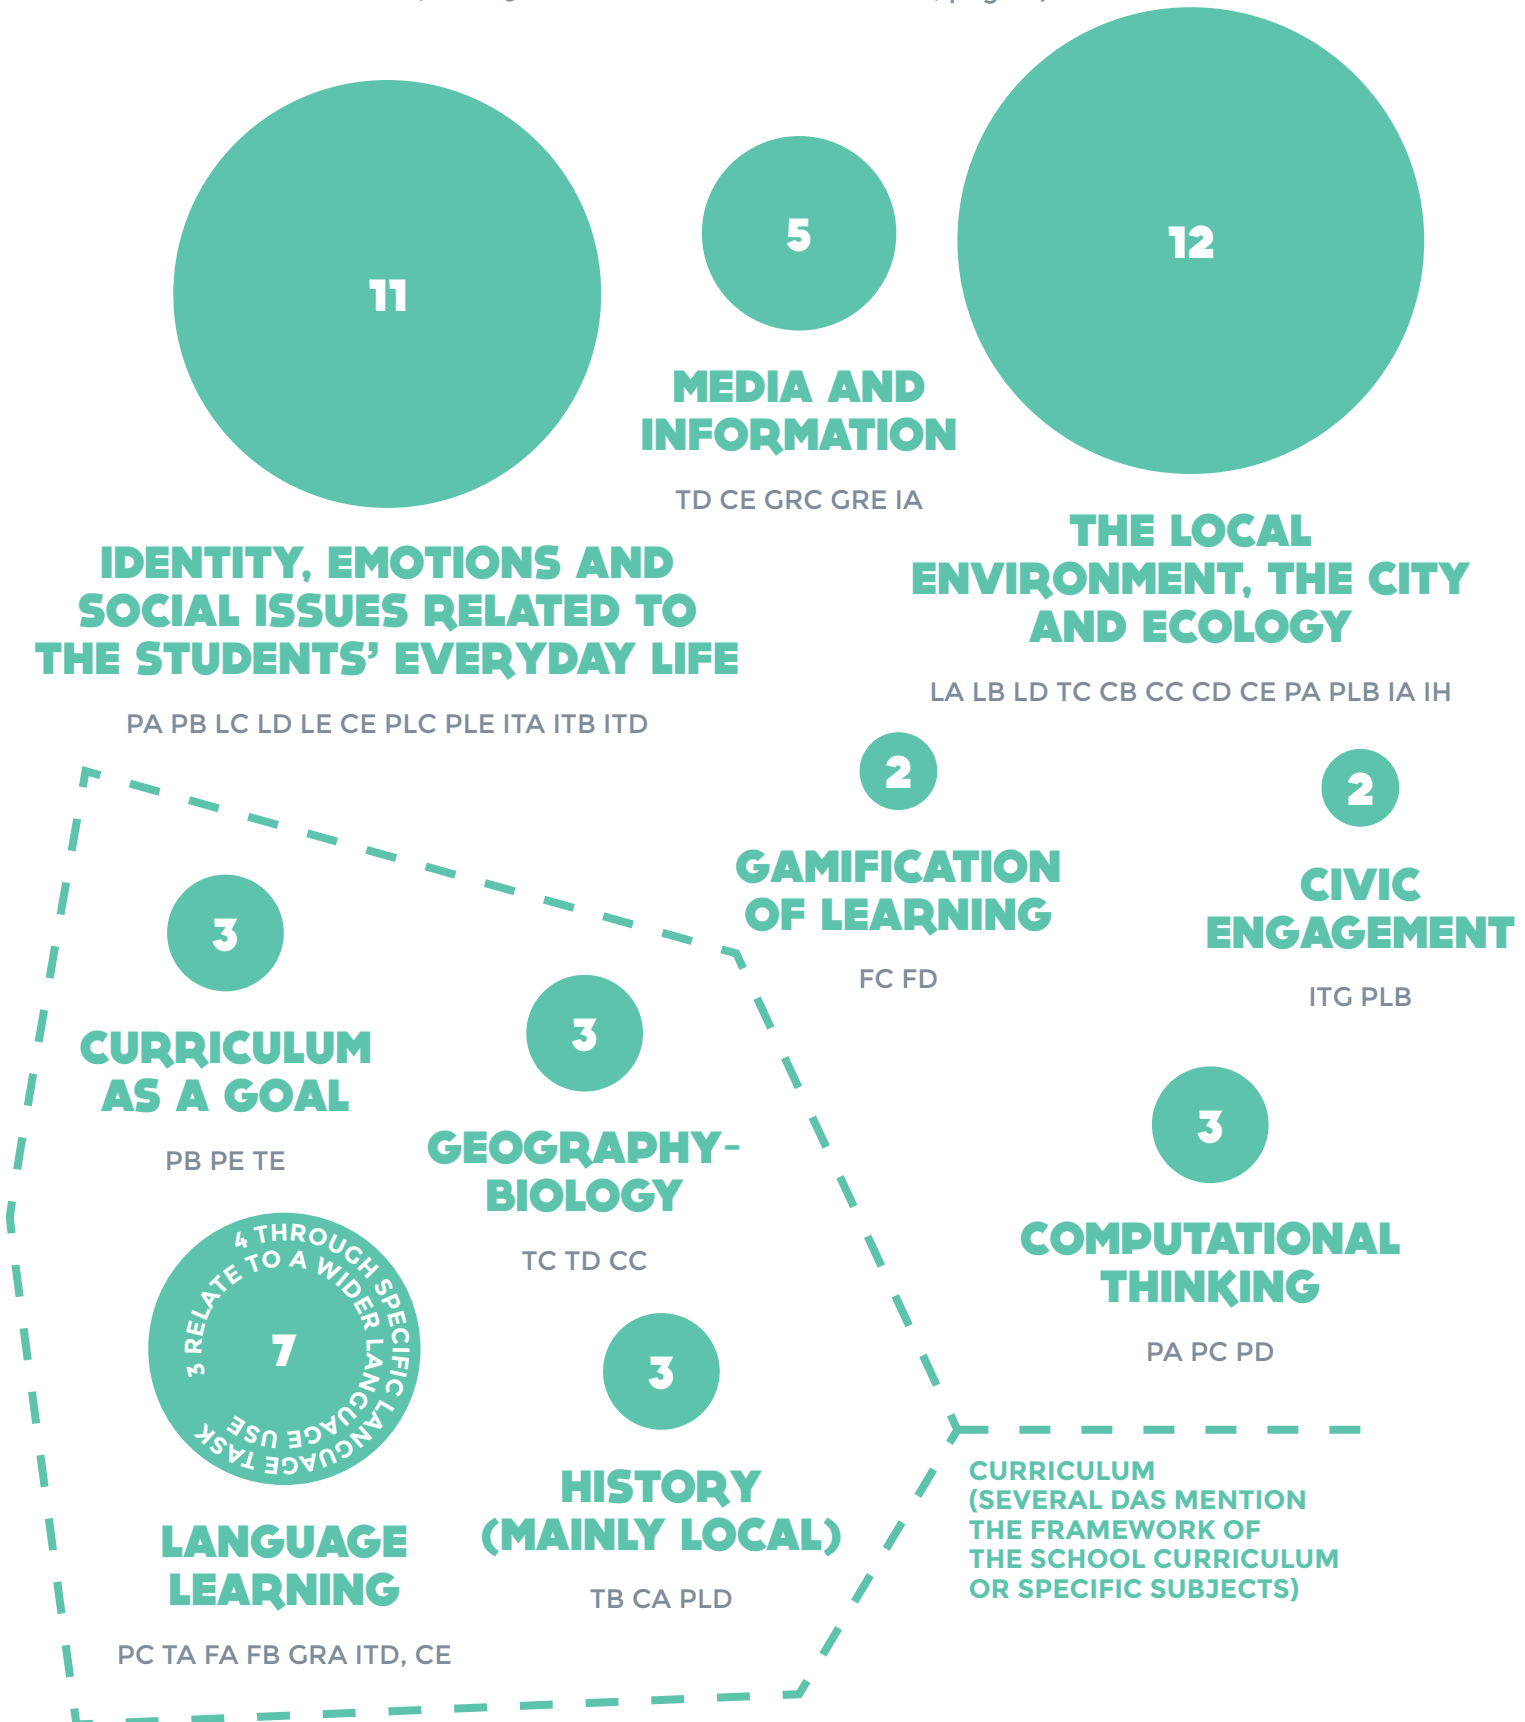 11
IDENTITY, EMOTIONS AND
SOCIAL ISSUES RELATED TO
THE STUDENTS' EVERYDAY LIFE
PA PB LC LD LE CE PLC PLE ITA ITB ITD
5
MEDIA AND
INFORMATION
TD CE GRC GRE IA
12
THE LOCAL
ENVIRONMENT, THE CITY
AND ECOLOGY
LA LB LD TC CB CC CD CE PA PLB IA IH
2
GAMIFICATION
OF LEARNING
FC FD
2
CIVIC
ENGAGEMENT
ITG PLB
3
CURRICULUM
AS A GOAL
PB PE TE
3
GEOGRAPHY-
BIOLOGY
TC TD CC
3
COMPUTATIONAL
THINKING
PA PC PD
4 THROUGH SPECIFIC LANGUAGE TASK
3 RELATE TO A WIDER LANGUAGE USE
7
LANGUAGE
LEARNING
PC TA FA FB GRA ITD, CE
3
HISTORY
(MAINLY LOCAL)
TB CA PLD
CURRICULUM
(SEVERAL DAS MENTION
THE FRAMEWORK OF
THE SCHOOL CURRICULUM
OR SPECIFIC SUBJECTS)